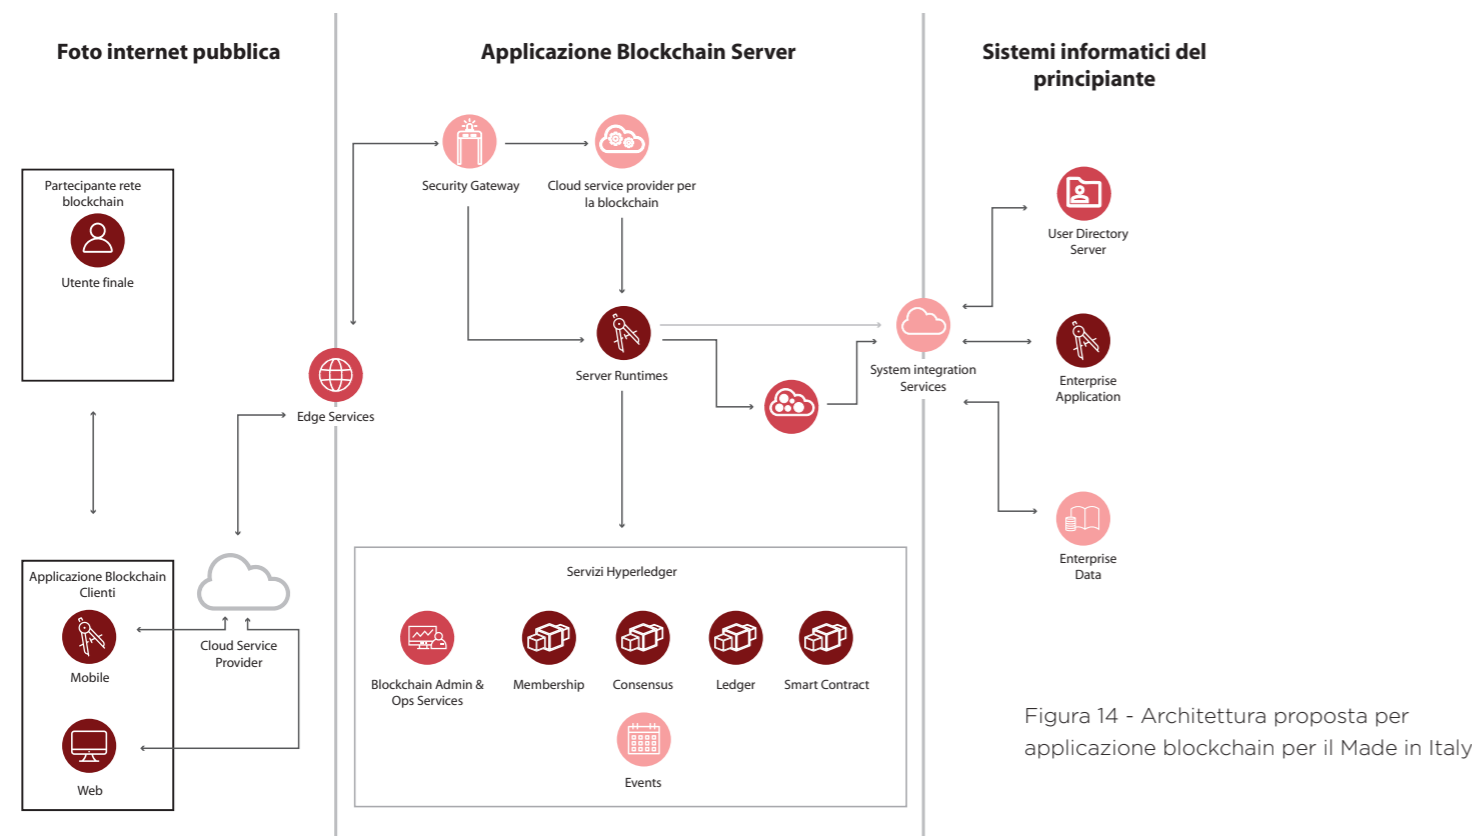 Foto internet pubblica
Applicazione Blockchain Server
Sistemi informatici del
principiante
Partecipante rete
blockchain
Utente finale
Edge Services
Applicazione Blockchain
Clienti
Mobile
Web
Cloud Service
Provider
Security Gateway
Cloud service provider per
la blockchain
Server Runtimes
System integration
Services
Servizi Hyperledger
Blockchain Admin &
Ops Services
Membership
Consensus
Ledger
Smart Contract
Events
User Directory
Server
Enterprise
Application
Enterprise
Data
Figura 14 - Architettura proposta per
applicazione blockchain per il Made in Italy